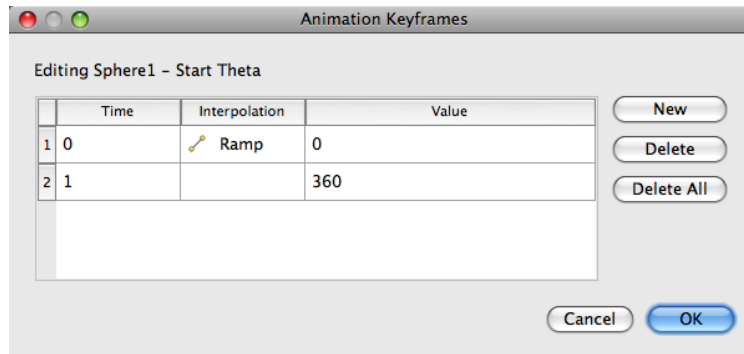 Animation Keyframes
Editing Sphere1 – Start Theta
Time Interpolation Value
1 0 Ramp 0
2 1 360
New
Delete
Delete All
Cancel OK